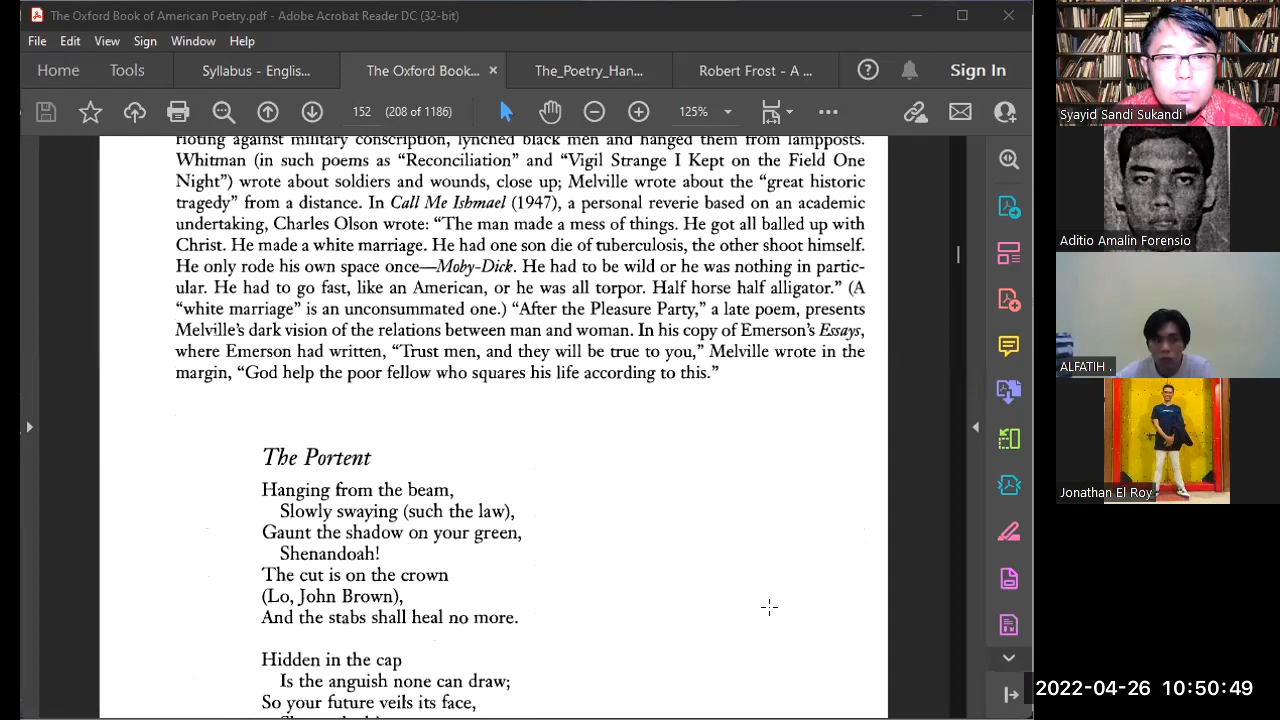 The Oxford Book of American Poetry.pdf - Adobe Acrobat Reader DC (32-bit)
File Edit View Sign Window Help
Home Tools Syllabus - Englis... The Oxford Book... The_Poetry_Han... Robert Frost - A ... Sign In
152 (208 of 1186) 125%
rioting against military conscription, lynched black men and hanged them from lampposts.
Whitman (in such poems as “Reconciliation” and “Vigil Strange I Kept on the Field One
Night”) wrote about soldiers and wounds, close up; Melville wrote about the “great historic
tragedy” from a distance. In Call Me Ishmael (1947), a personal reverie based on an academic
undertaking, Charles Olson wrote: “The man made a mess of things. He got all balled up with
Christ. He made a white marriage. He had one son die of tuberculosis, the other shoot himself.
He only rode his own space once—Moby-Dick. He had to be wild or he was nothing in partic-
ular. He had to go fast, like an American, or he was all torpor. Half horse half alligator.” (A
“white marriage” is an unconsummated one.) “After the Pleasure Party,” a late poem, presents
Melville’s dark vision of the relations between man and woman. In his copy of Emerson’s Essays,
where Emerson had written, “Trust men, and they will be true to you,” Melville wrote in the
margin, “God help the poor fellow who squares his life according to this.”
The Portent
Hanging from the beam,
Slowly swaying (such the law),
Gaunt the shadow on your green,
Shenandoah!
The cut is on the crown
(Lo, John Brown),
And the stabs shall heal no more.
Hidden in the cap
Is the anguish none can draw;
So your future veils its face,
Syayid Sandi Sukandi
Aditio Amalin Forensio
ALFATIH .
Jonathan El Roy
2022-04-26 10:50:49